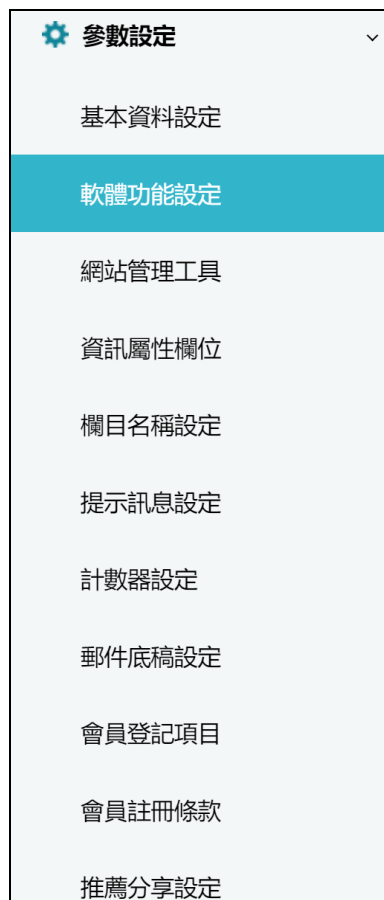 參數設定
基本資料設定
軟體功能設定
網站管理工具
資訊屬性欄位
欄目名稱設定
提示訊息設定
計數器設定
郵件底稿設定
會員登記項目
會員註冊條款
推薦分享設定